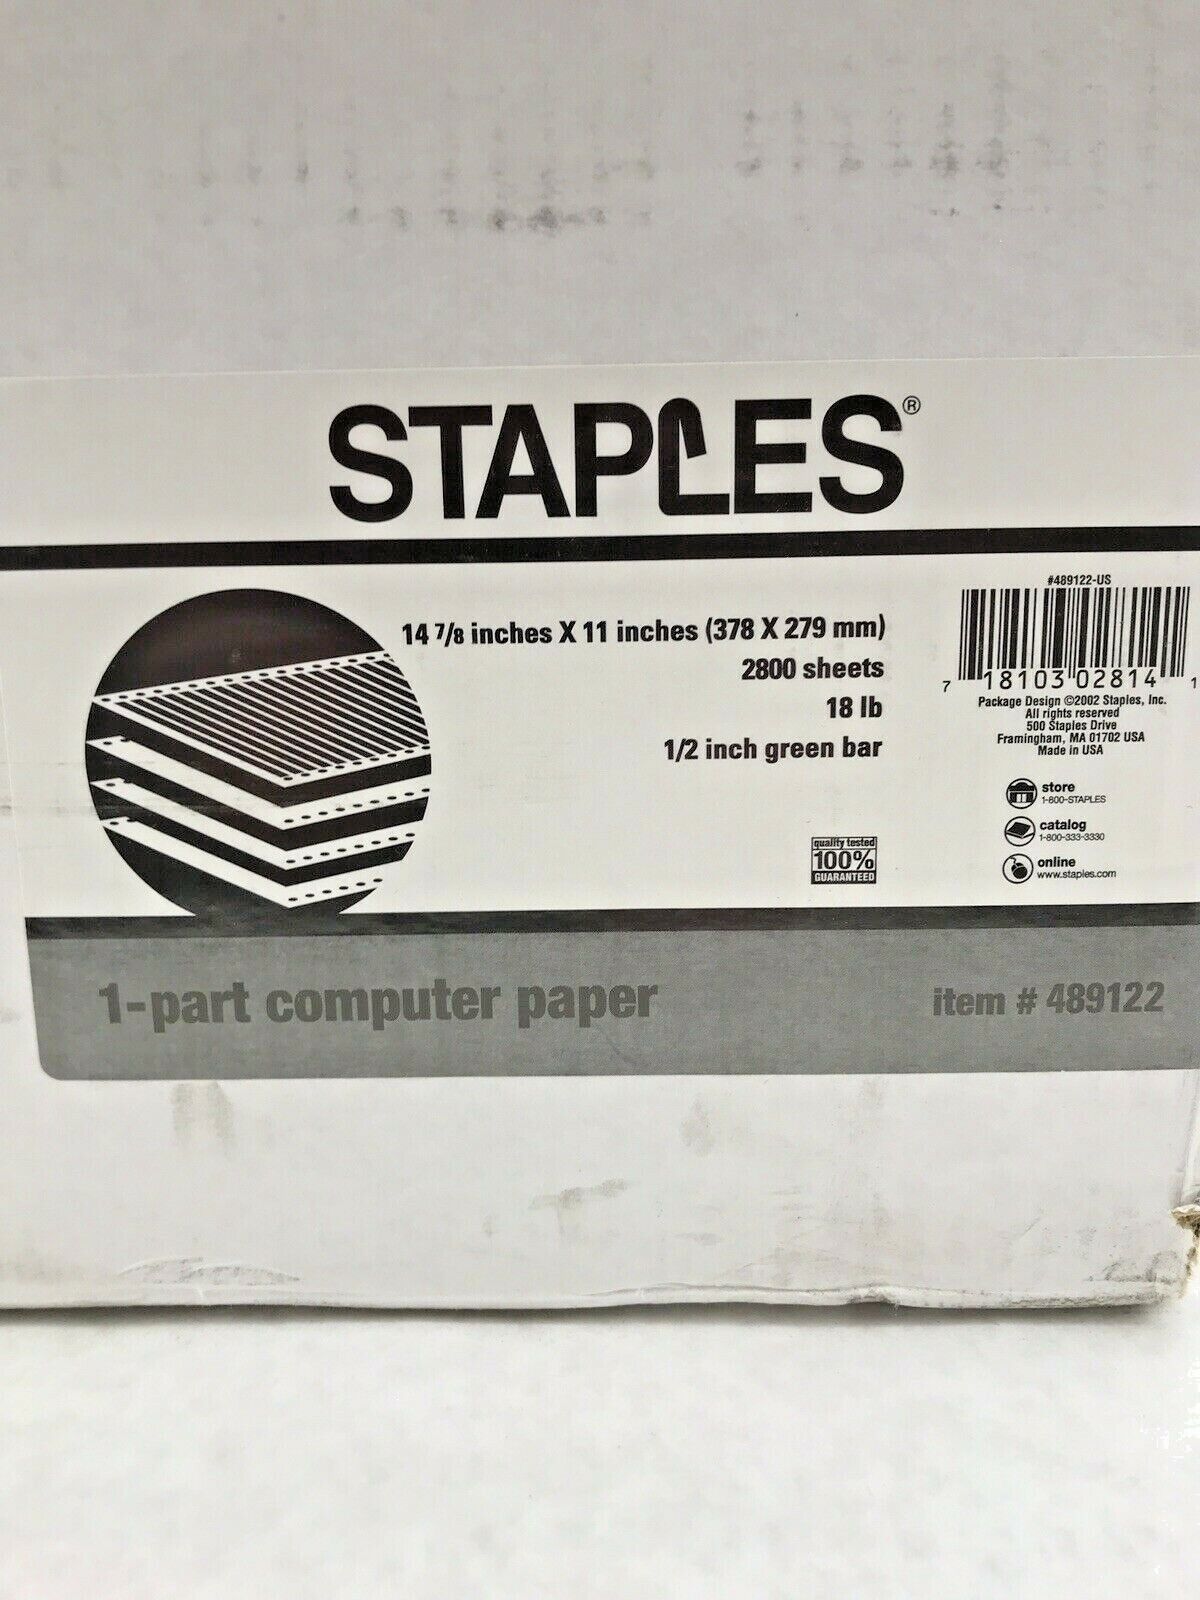 STAPLES®
14 7/8 inches X 11 inches (378 X 279 mm)
2800 sheets
18 lb
1/2 inch green bar
quality tested
100%
GUARANTEED
#489122-US
7 18103 02814 1
Package Design ©2002 Staples, Inc.
All rights reserved
500 Staples Drive
Framingham, MA 01702 USA
Made in USA
store
1-800-STAPLES
catalog
1-800-333-3330
online
www.staples.com
1-part computer paper
item # 489122